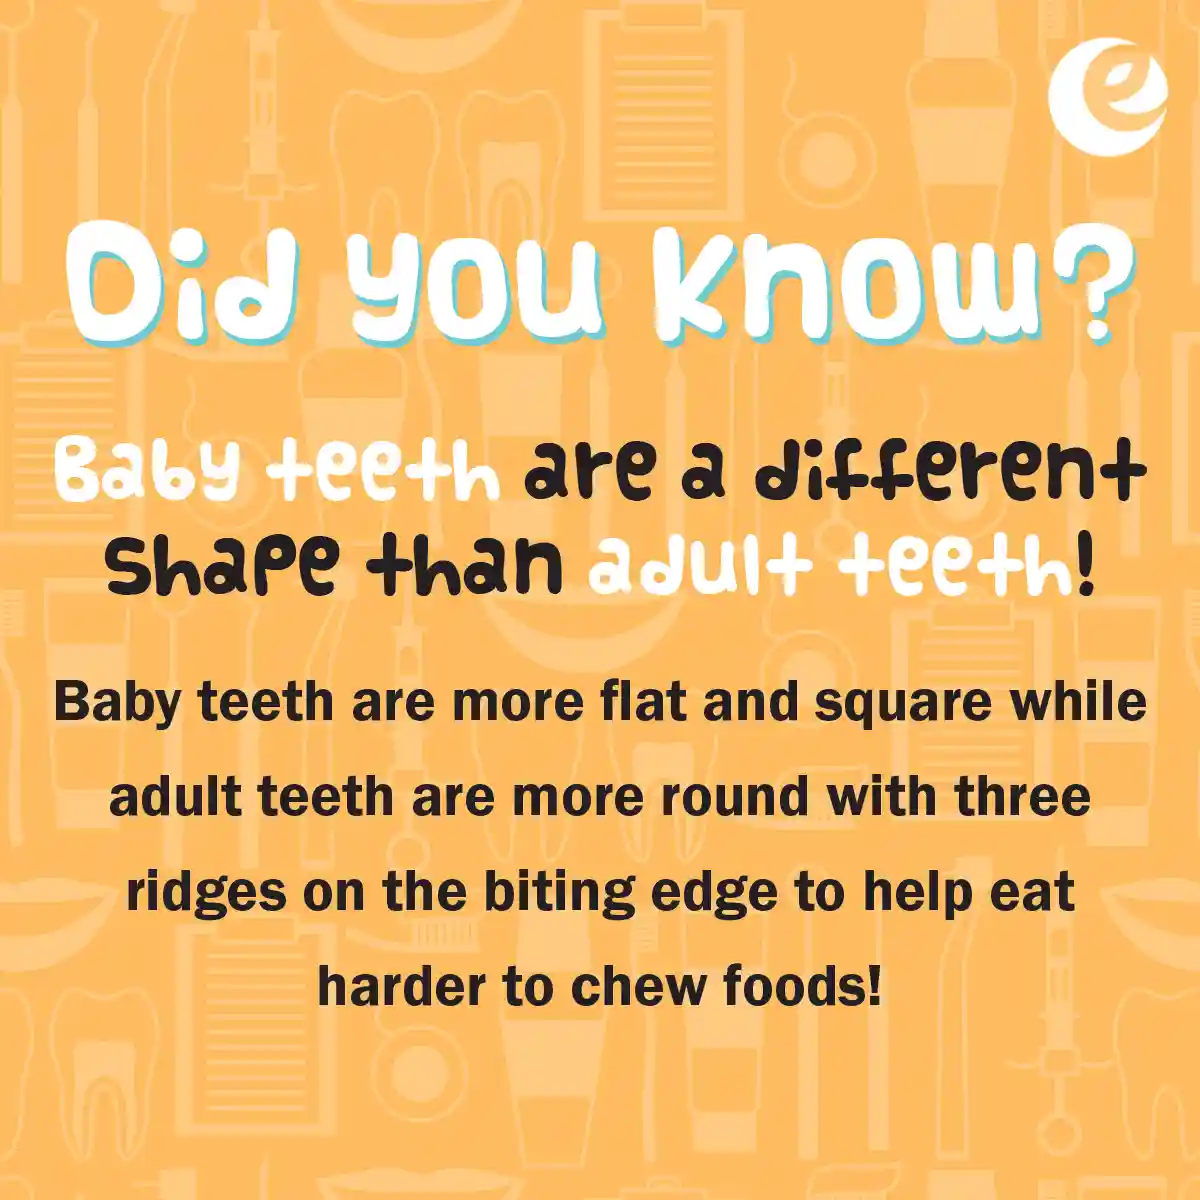 Did you know?
Baby teeth are a different
shape than adult teeth!
Baby teeth are more flat and square while
adult teeth are more round with three
ridges on the biting edge to help eat
harder to chew foods!